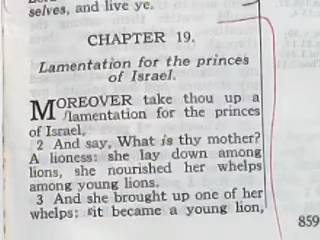 selves, and live ye.
CHAPTER 19.
Lamentation for the princes
of Israel.
MOREOVER take thou up a
lamentation for the princes
of Israel,
2 And say, What is thy mother?
A lioness: she lay down among
lions, she nourished her whelps
among young lions.
3 And she brought up one of her
whelps: it became a young lion,
859